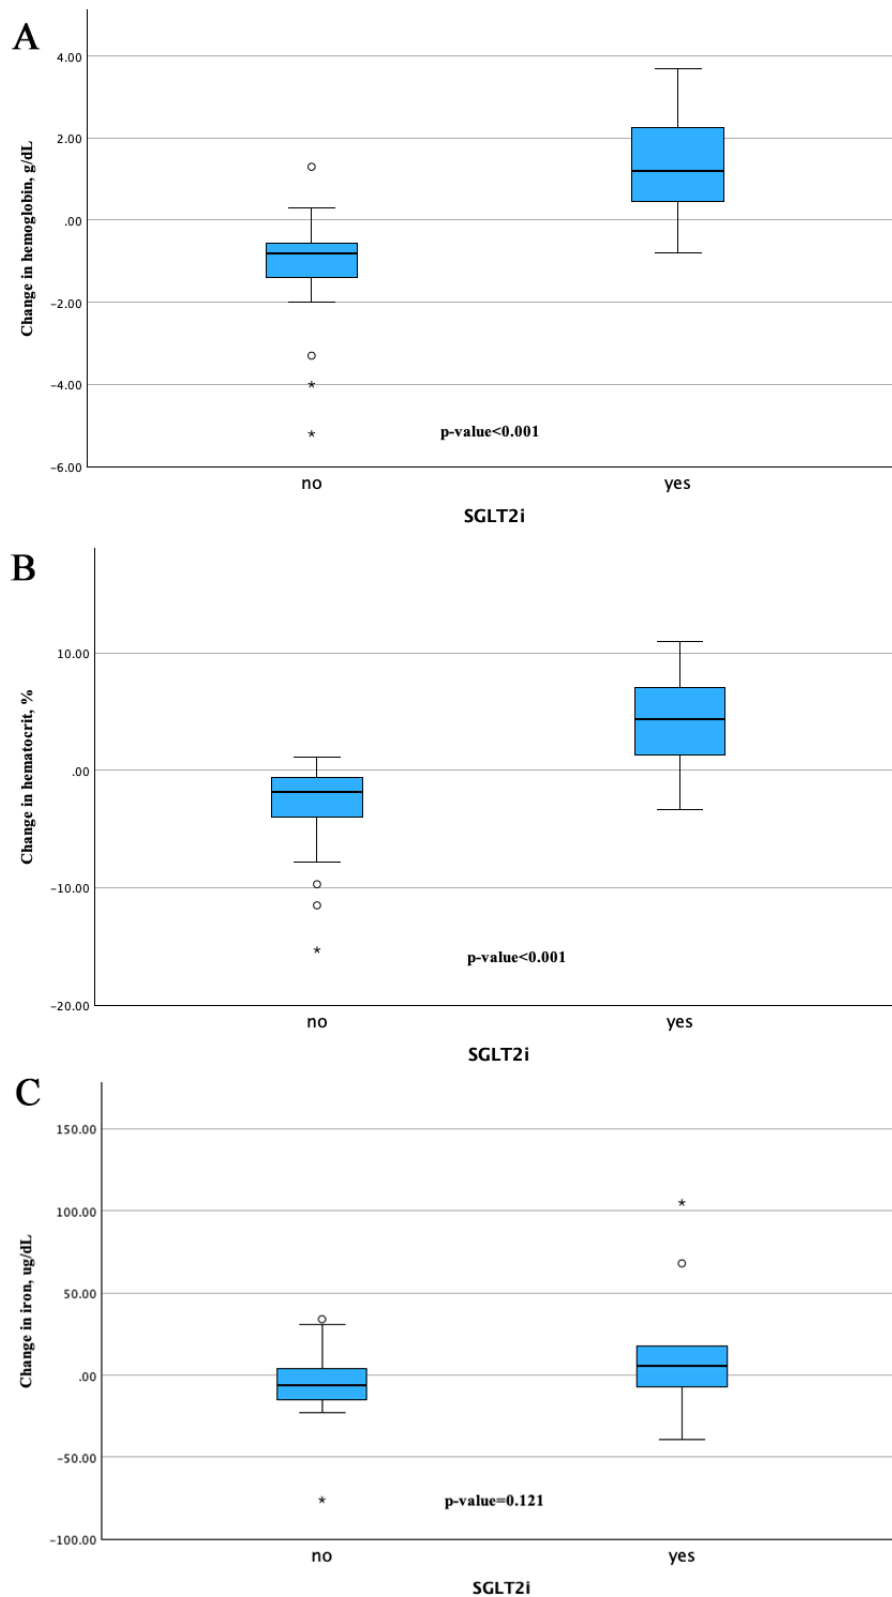 A
4.00
2.00
.00
-2.00
-4.00
-6.00
Change in hemoglobin, g/dL
p-value<0.001
no
yes
SGLT2i
B
10.00
.00
-10.00
-20.00
Change in hematocrit, %
p-value<0.001
no
yes
SGLT2i
C
150.00
100.00
50.00
.00
-50.00
-100.00
Change in iron, ug/dL
p-value=0.121
no
yes
SGLT2i